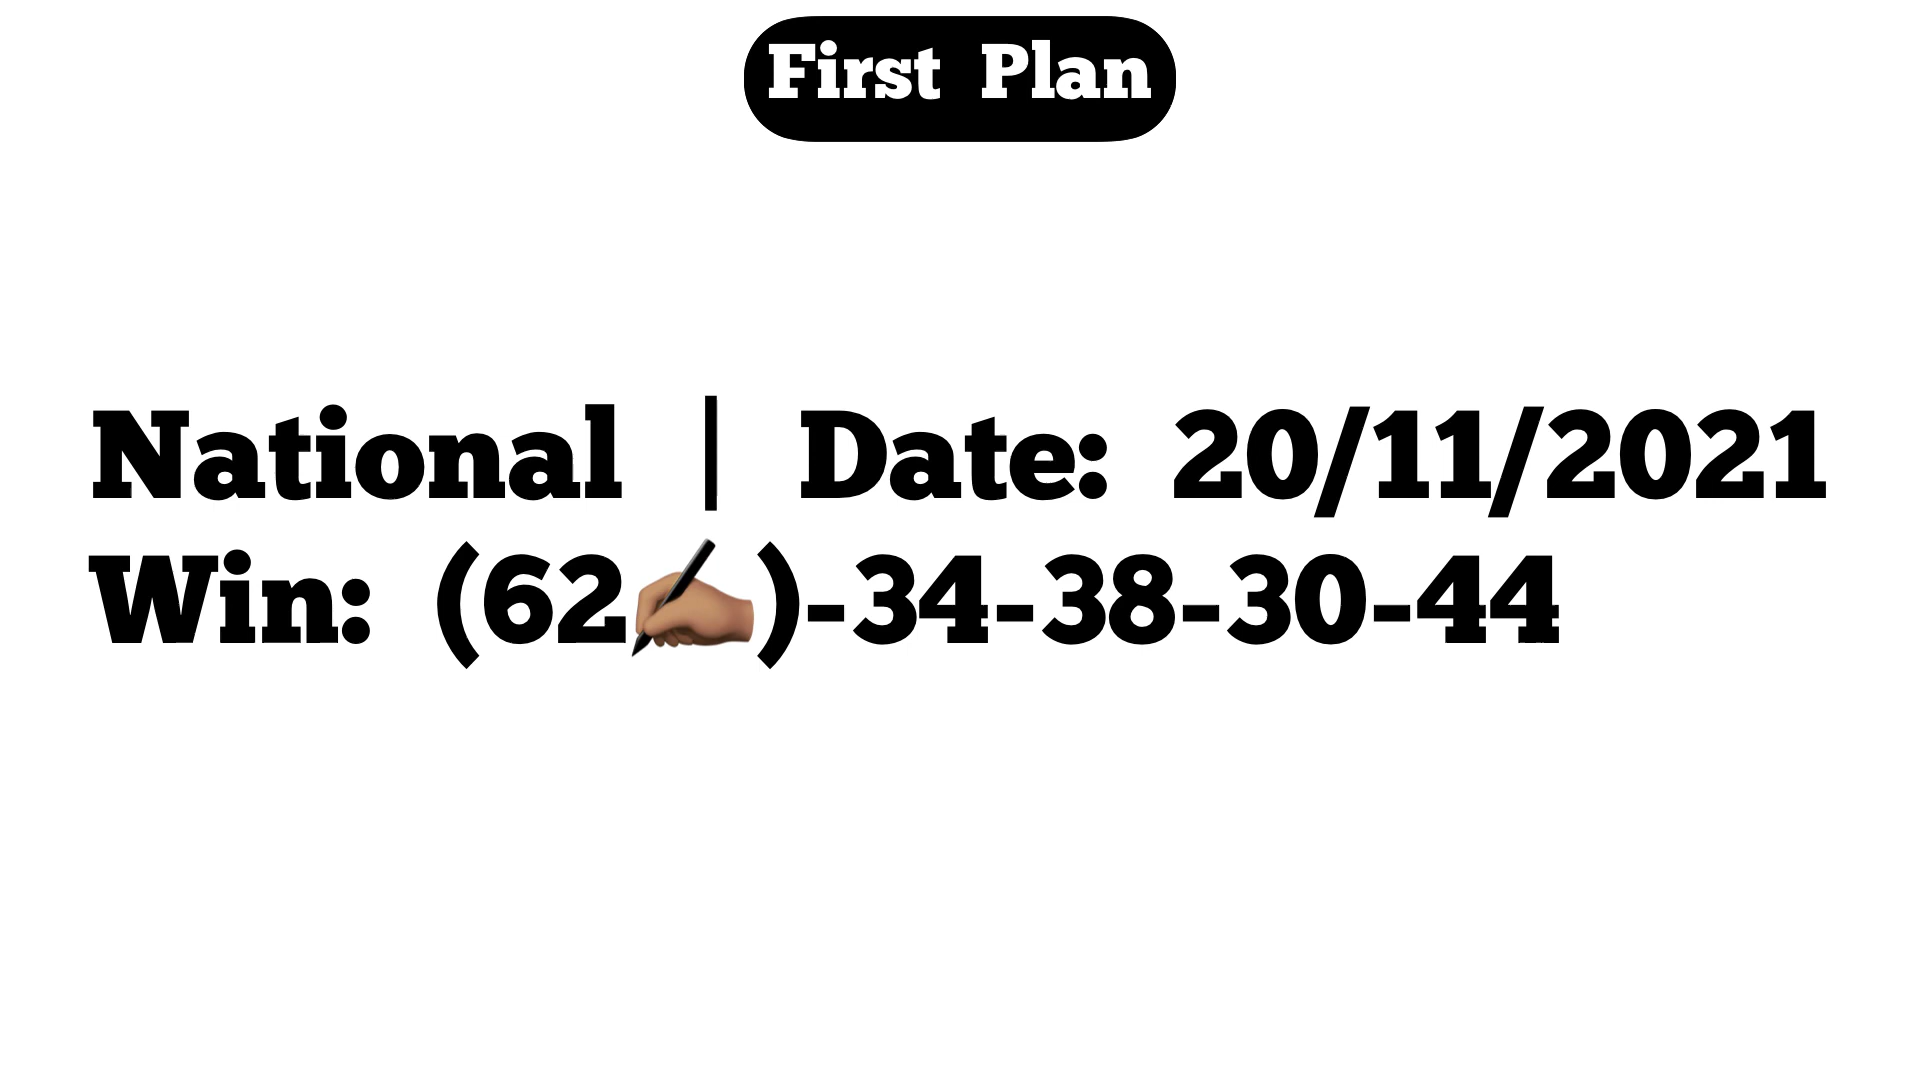 First Plan
National | Date: 20/11/2021
Win: (62✍🏽)-34-38-30-44